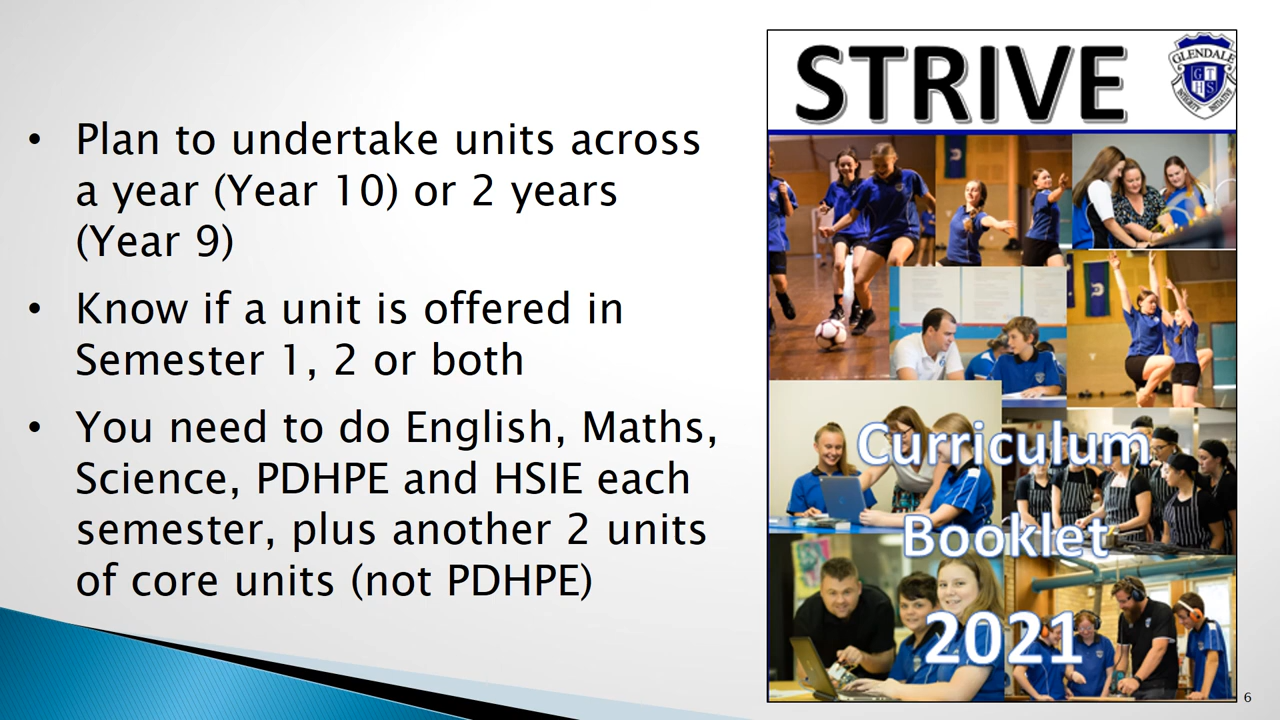 • Plan to undertake units across
a year (Year 10) or 2 years
(Year 9)
• Know if a unit is offered in
Semester 1, 2 or both
• You need to do English, Maths,
Science, PDHPE and HSIE each
semester, plus another 2 units
of core units (not PDHPE)
STRIVE
GLENDALE
G T
H S
INTEGRITY INITIATIVE
Curriculum
Booklet
2021
6